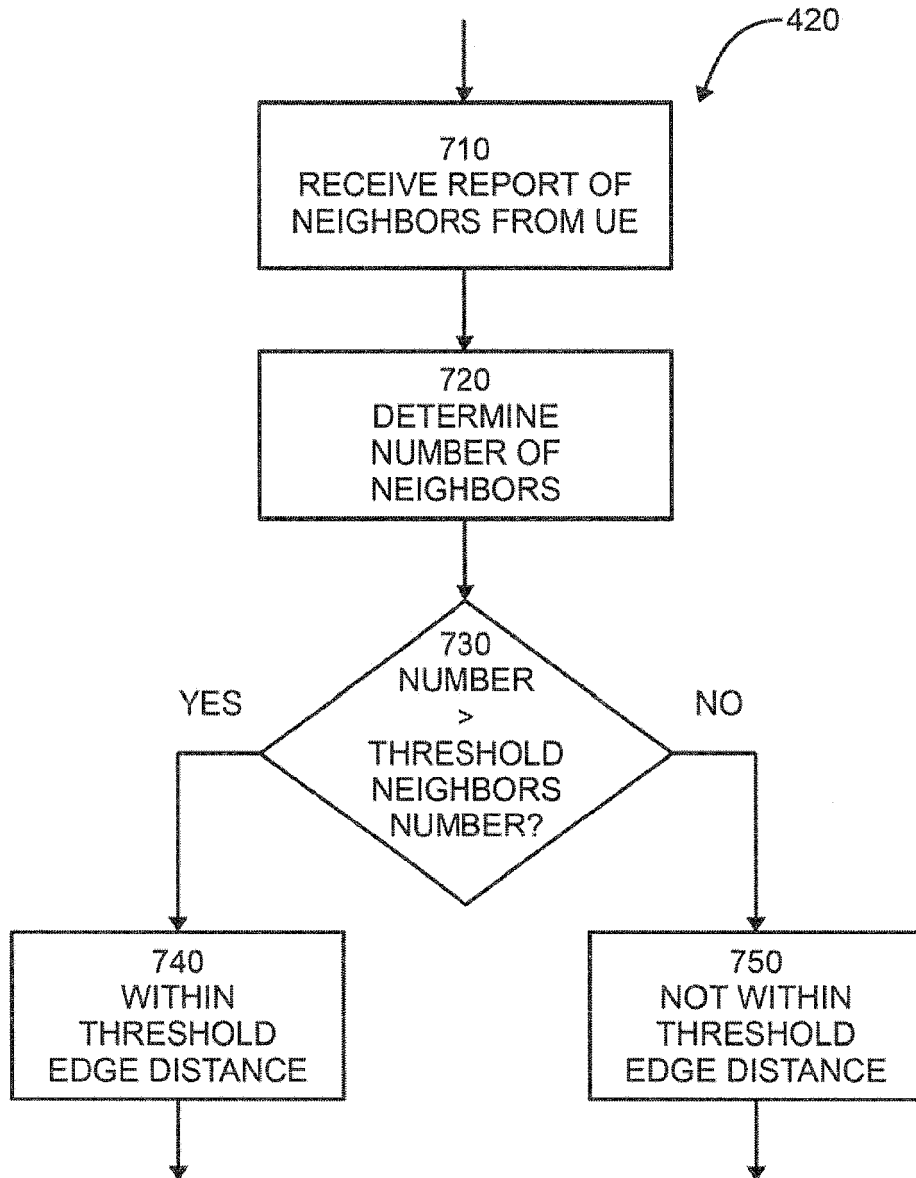 420
710
RECEIVE REPORT OF
NEIGHBORS FROM UE
720
DETERMINE
NUMBER OF
NEIGHBORS
730
NUMBER
>
THRESHOLD
NEIGHBORS
NUMBER?
YES
NO
740
WITHIN
THRESHOLD
EDGE DISTANCE
750
NOT WITHIN
THRESHOLD
EDGE DISTANCE